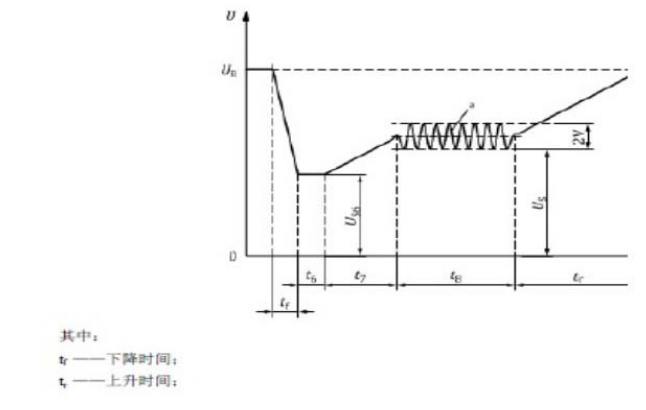 U
U_B
a
2V
U_S6
U_S
0
t_6 t_7 t_8 t_r
t_f
其中:
t_f ——下降时间;
t_r ——上升时间;